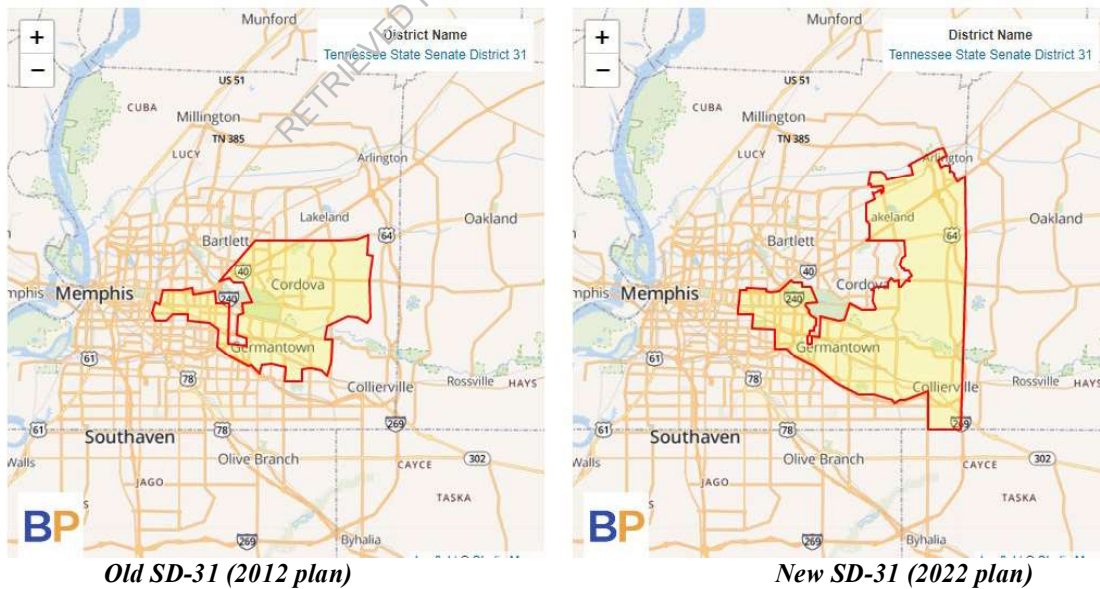 RETRIEVED
+
−
District Name
Tennessee State Senate District 31
Munford
US 51
CUBA
Millington
TN 385
LUCY
Arlington
Lakeland
Oakland
64
Bartlett
40
Cordova
mphis
Memphis
240
Germantown
61
78
Collierville
Rossville
HAYS
269
61
Southaven
78
Walls
Olive Branch
302
CAYCE
JAGO
TASKA
S
BP
269
Byhalia
Old SD-31 (2012 plan)
+
−
District Name
Tennessee State Senate District 31
Munford
US 51
CUBA
Millington
TN 385
LUCY
Arlington
akeland
Oakland
64
Bartlett
40
Cordova
mphis
Memphis
240
Germantown
61
78
Collierville
Rossville
HAYS
269
61
Southaven
78
Walls
Olive Branch
302
CAYCE
JAGO
TASKA
S
BP
269
Byhalia
New SD-31 (2022 plan)